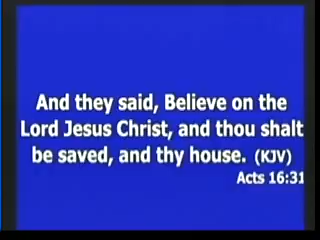 And they said, Believe on the
Lord Jesus Christ, and thou shalt
be saved, and thy house. (KJV)
Acts 16:31